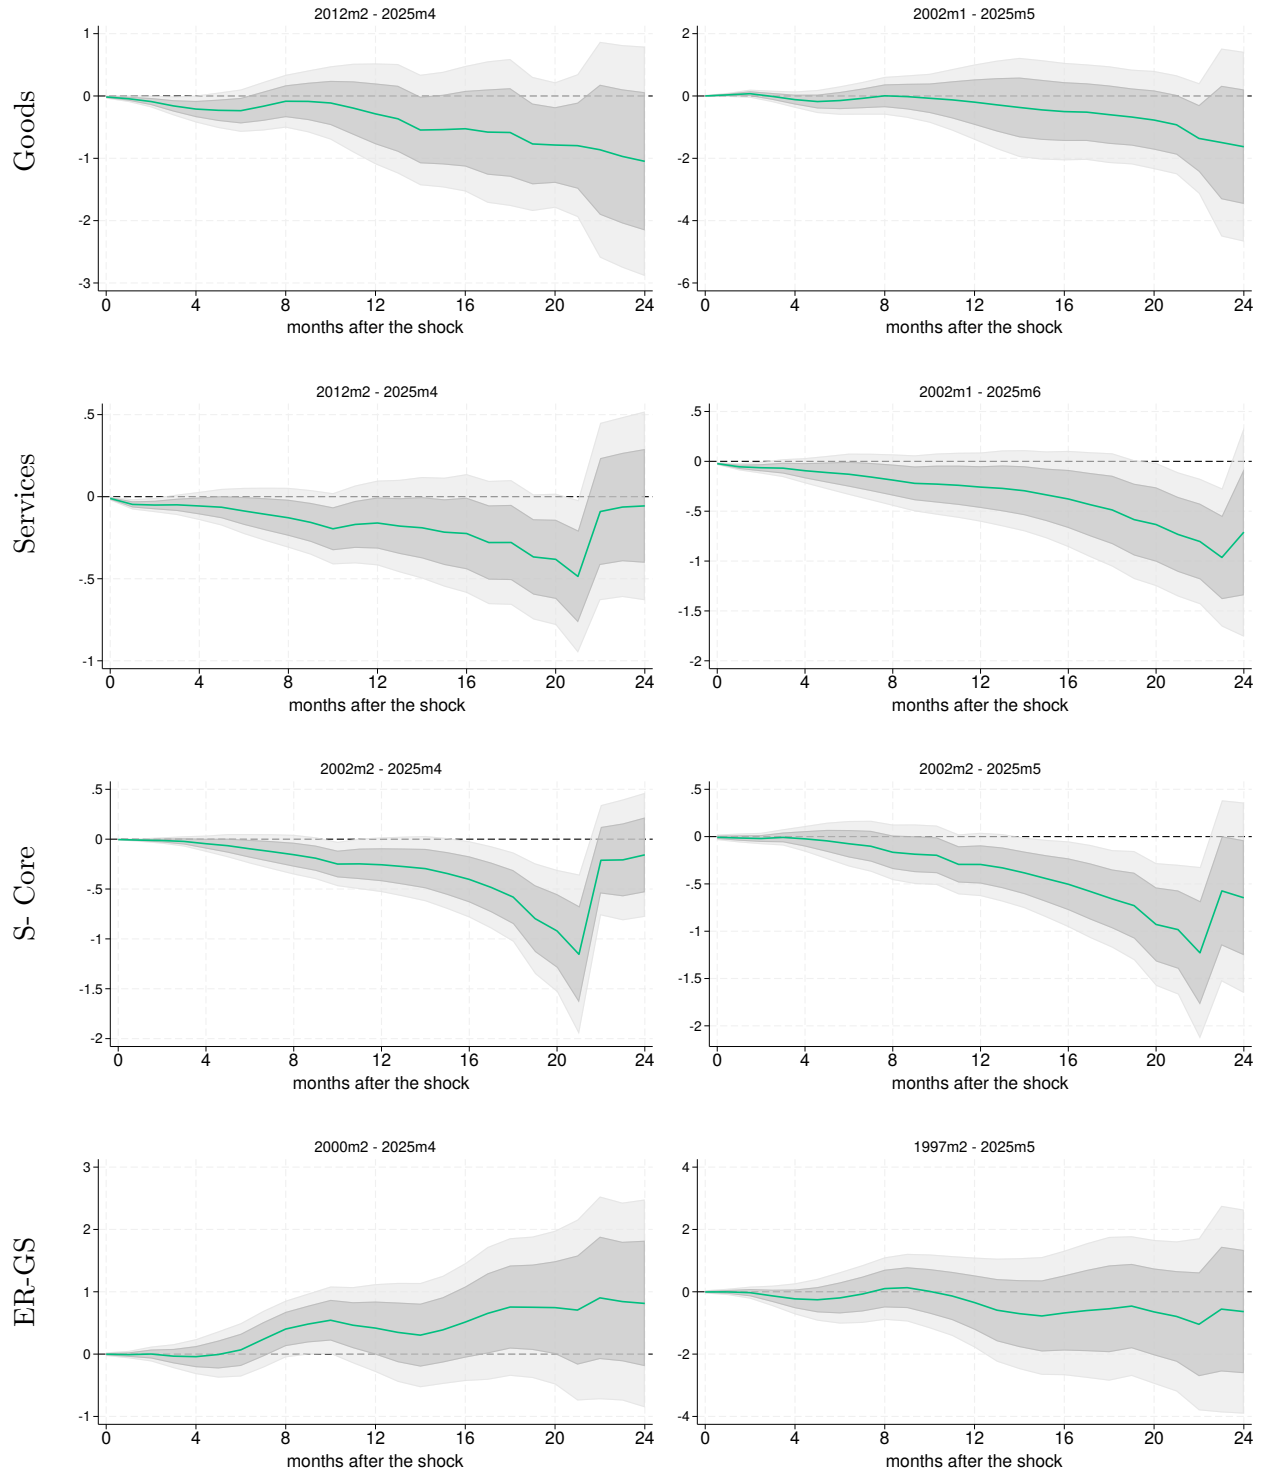 2012m2 - 2025m4
2002m1 - 2025m5
Goods
1
0
-1
-2
-3
0 4 8 12 16 20 24
months after the shock
2
0
-2
-4
-6
0 4 8 12 16 20 24
months after the shock
2012m2 - 2025m4
2002m1 - 2025m6
Services
.5
0
-.5
-1
0 4 8 12 16 20 24
months after the shock
.5
0
-.5
-1
-1.5
-2
0 4 8 12 16 20 24
months after the shock
2002m2 - 2025m4
2002m2 - 2025m5
S- Core
.5
0
-.5
-1
-1.5
-2
0 4 8 12 16 20 24
months after the shock
.5
0
-.5
-1
-1.5
-2
0 4 8 12 16 20 24
months after the shock
2000m2 - 2025m4
1997m2 - 2025m5
ER-GS
3
2
1
0
-1
0 4 8 12 16 20 24
months after the shock
4
2
0
-2
-4
0 4 8 12 16 20 24
months after the shock